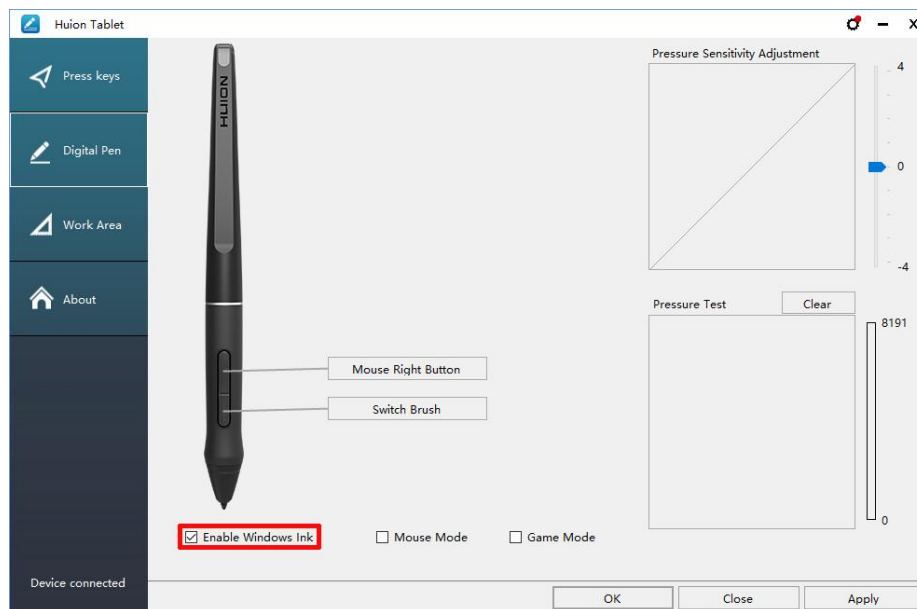 Huion Tablet
Press keys
Digital Pen
Work Area
About
Device connected
HUION
Mouse Right Button
Switch Brush
Enable Windows Ink
Mouse Mode
Game Mode
Pressure Sensitivity Adjustment
4
0
-4
Pressure Test
Clear
8191
0
OK
Close
Apply